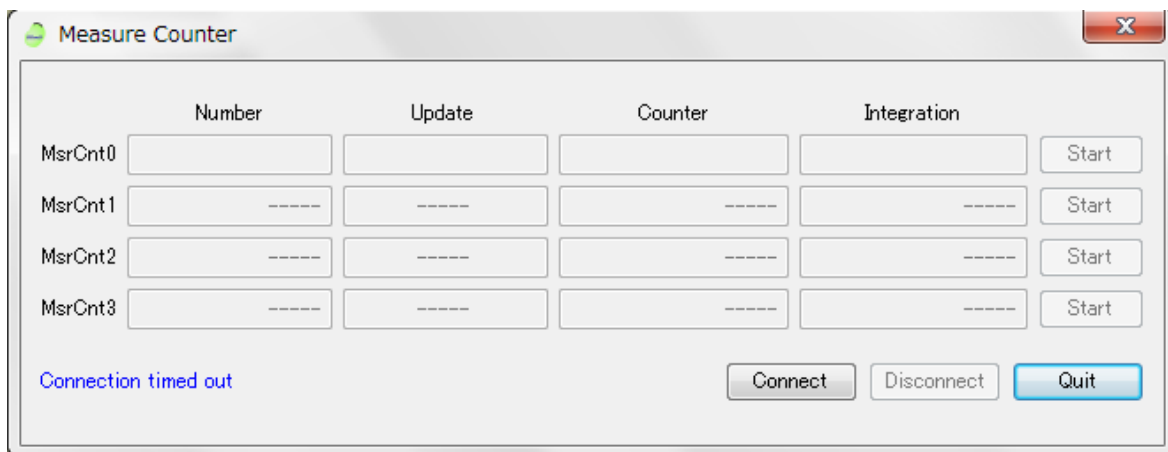 Measure Counter
Number Update Counter Integration
MsrCnt0 Start
MsrCnt1 ----- ----- ----- ----- Start
MsrCnt2 ----- ----- ----- ----- Start
MsrCnt3 ----- ----- ----- ----- Start
Connection timed out Connect Disconnect Quit